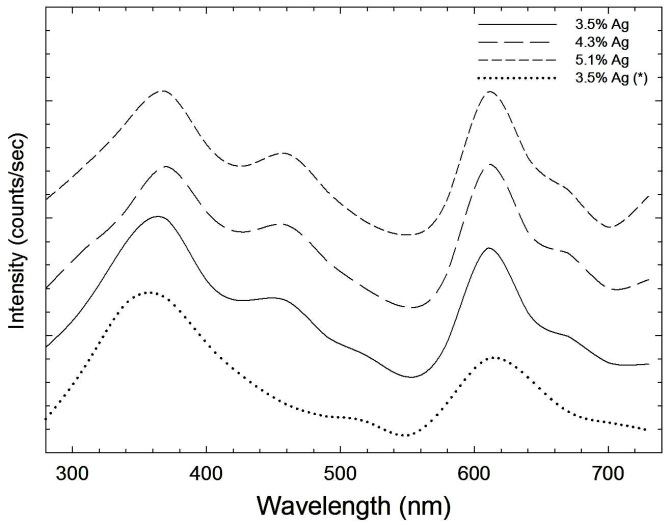 3.5% Ag
4.3% Ag
5.1% Ag
3.5% Ag (*)
Intensity (counts/sec)
300 400 500 600 700
Wavelength (nm)